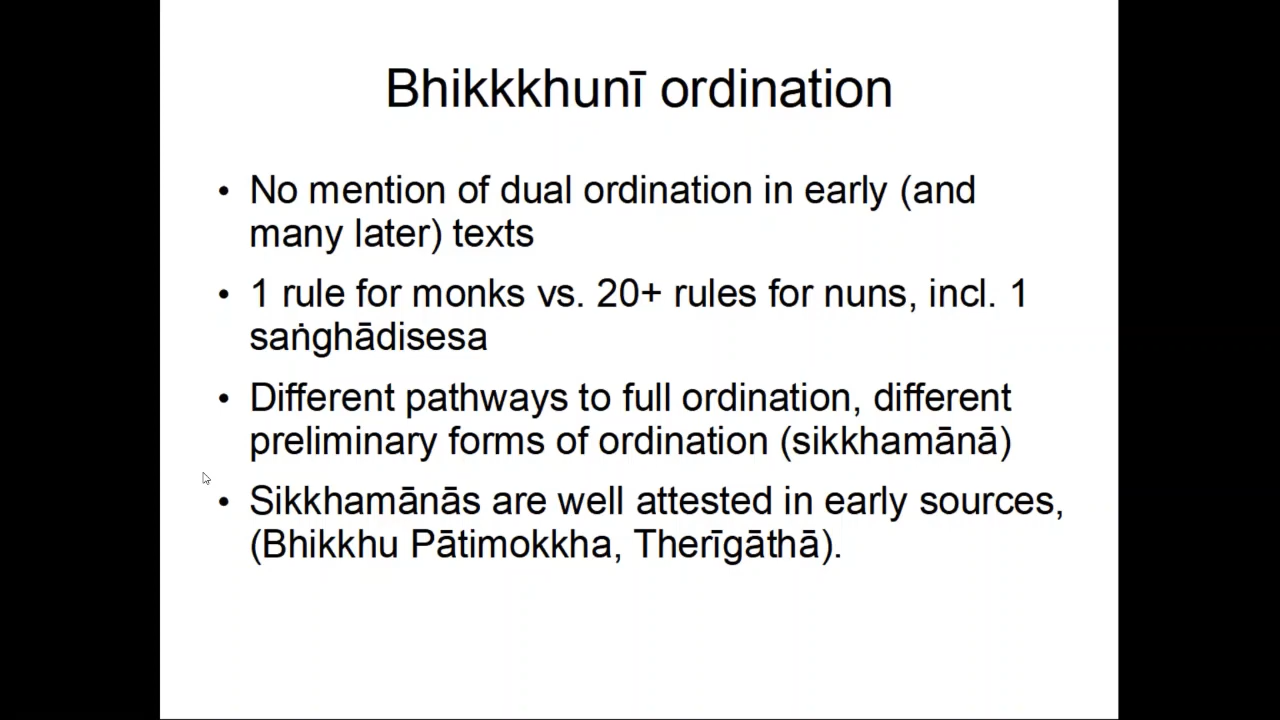 Bhikkkhunī ordination
• No mention of dual ordination in early (and
many later) texts
• 1 rule for monks vs. 20+ rules for nuns, incl. 1
saṅghādisesa
• Different pathways to full ordination, different
preliminary forms of ordination (sikkhamānā)
• Sikkhamānās are well attested in early sources,
(Bhikkhu Pātimokkha, Therīgāthā).